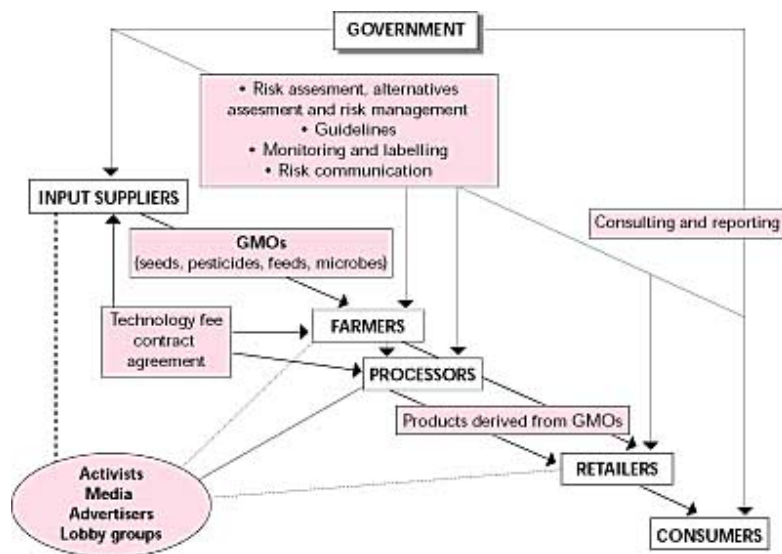 GOVERNMENT
• Risk assesment, alternatives
assesment and risk management
• Guidelines
• Monitoring and labelling
• Risk communication
INPUT SUPPLIERS
Consulting and reporting
GMOs
(seeds, pesticides, feeds, microbes)
Technology fee
contract
agreement
FARMERS
PROCESSORS
Products derived from GMOs
RETAILERS
Activists
Media
Advertisers
Lobby groups
CONSUMERS